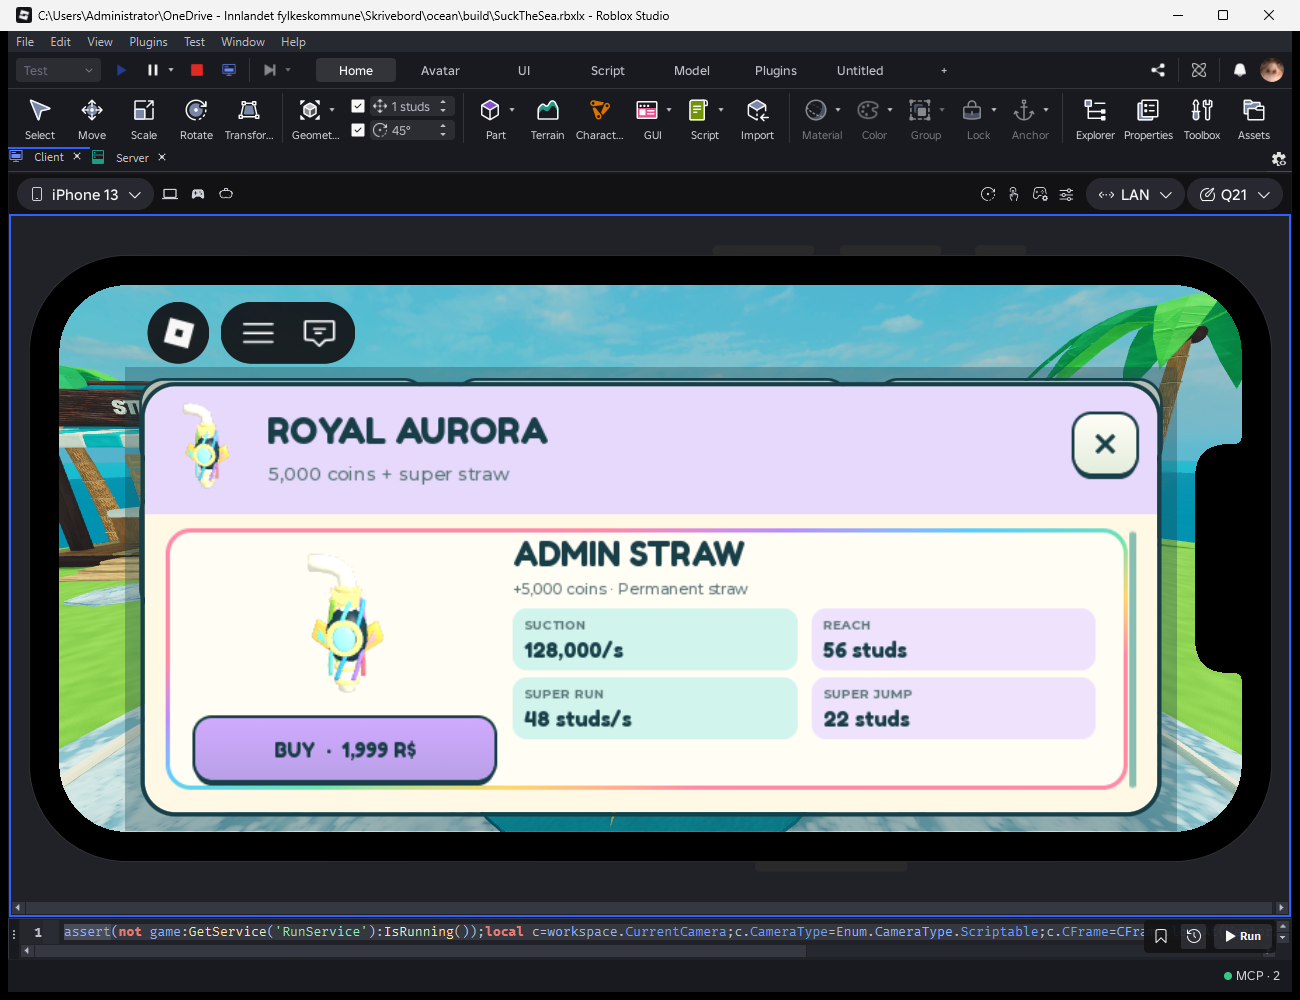 C:\Users\Administrator\OneDrive - Innlandet fylkeskommune\Skrivebord\ocean\build\SuckTheSea.rbxlx - Roblox Studio
File Edit View Plugins Test Window Help
Test Home Avatar UI Script Model Plugins Untitled +
1 studs
45°
Select Move Scale Rotate Transfor... Geomet... Part Terrain Charact... GUI Script Import Material Color Group Lock Anchor Explorer Properties Toolbox Assets
Client Server
iPhone 13 LAN Q21
ST
ROYAL AURORA
5,000 coins + super straw
ADMIN STRAW
+5,000 coins · Permanent straw
SUCTION REACH
128,000/s 56 studs
SUPER RUN SUPER JUMP
48 studs/s 22 studs
BUY · 1,999 R$
1 assert(not game:GetService('RunService'):IsRunning());local c=workspace.CurrentCamera;c.CameraType=Enum.CameraType.Scriptable;c.CFrame=CFra Run
MCP · 2